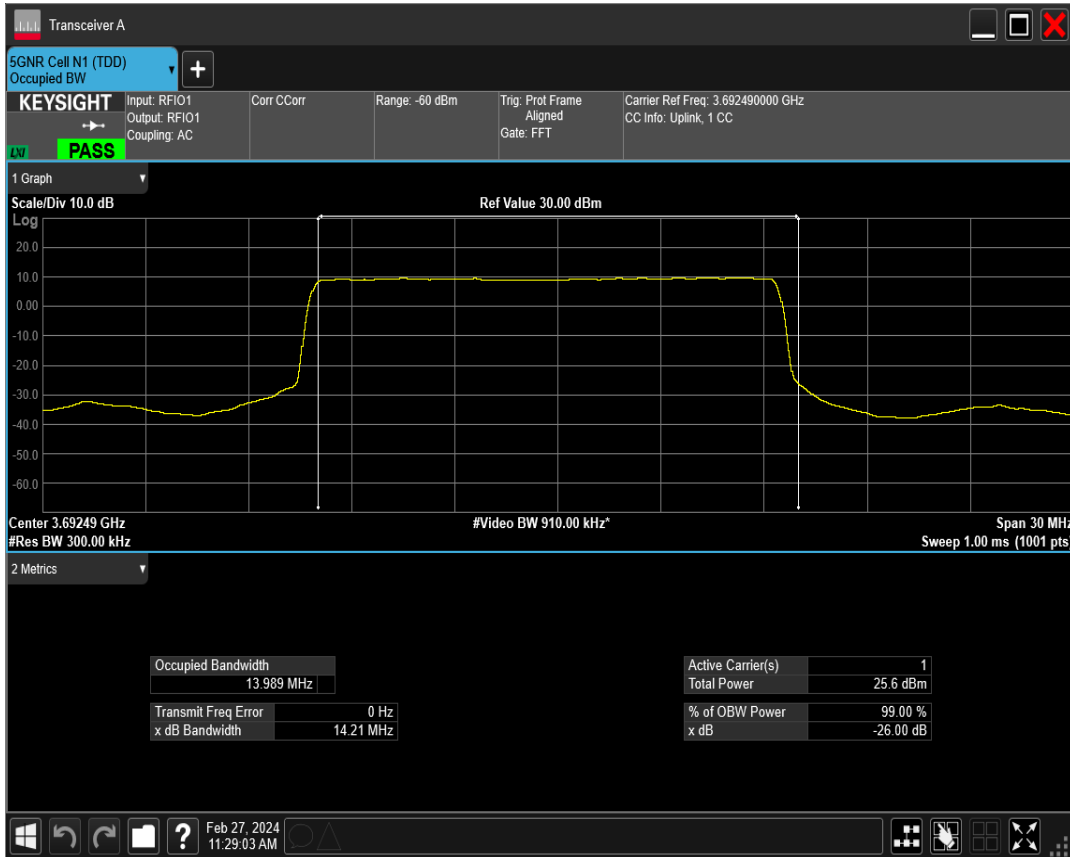 Transceiver A
5GNR Cell N1 (TDD)
Occupied BW
+
KEYSIGHT
LXI
PASS
Input: RFIO1
Output: RFIO1
Coupling: AC
Corr CCorr
Range: -60 dBm
Trig: Prot Frame
Aligned
Gate: FFT
Carrier Ref Freq: 3.692490000 GHz
CC Info: Uplink, 1 CC
1 Graph
Scale/Div 10.0 dB
Ref Value 30.00 dBm
Log
20.0
10.0
0.00
-10.0
-20.0
-30.0
-40.0
-50.0
-60.0
Center 3.69249 GHz
#Video BW 910.00 kHz*
Span 30 MHz
#Res BW 300.00 kHz
Sweep 1.00 ms (1001 pts)
2 Metrics
Occupied Bandwidth
13.989 MHz
Transmit Freq Error 0 Hz
x dB Bandwidth 14.21 MHz
Active Carrier(s) 1
Total Power 25.6 dBm
% of OBW Power 99.00 %
x dB -26.00 dB
?
Feb 27, 2024
11:29:03 AM